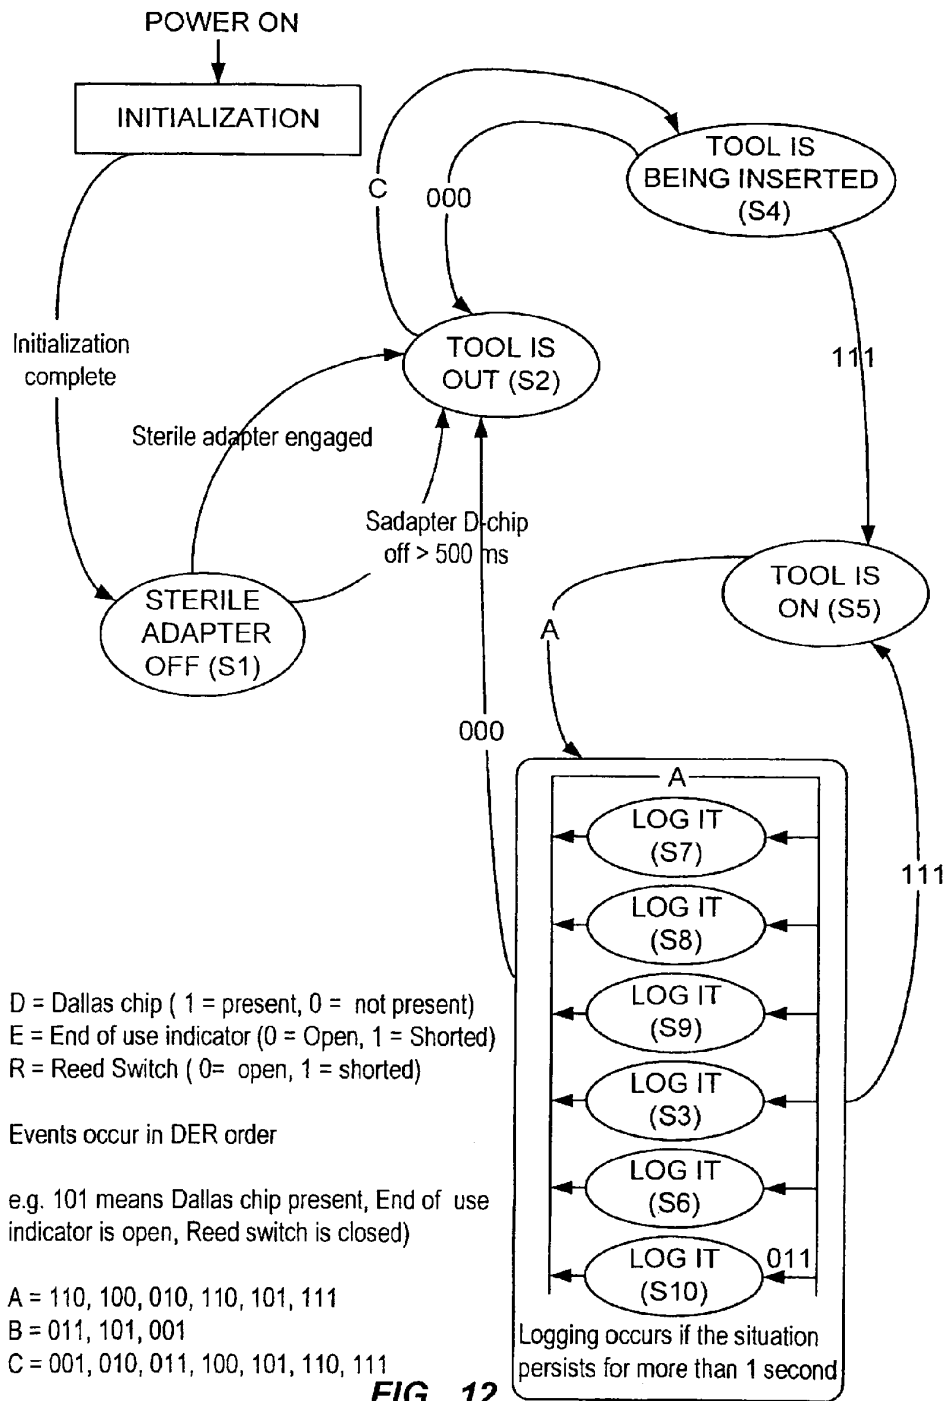 POWER ON
INITIALIZATION
TOOL IS
BEING INSERTED
(S4)
C
000
Initialization
complete
TOOL IS
OUT (S2)
111
Sterile adapter engaged
Sadapter D-chip
off > 500 ms
STERILE
ADAPTER
OFF (S1)
TOOL IS
ON (S5)
A
000
A
LOG IT
(S7)
111
LOG IT
(S8)
LOG IT
(S9)
LOG IT
(S3)
LOG IT
(S6)
LOG IT
(S10)
011
Logging occurs if the situation
persists for more than 1 second
D = Dallas chip ( 1 = present, 0 = not present)
E = End of use indicator (0 = Open, 1 = Shorted)
R = Reed Switch ( 0= open, 1 = shorted)
Events occur in DER order
e.g. 101 means Dallas chip present, End of use
indicator is open, Reed switch is closed)
A = 110, 100, 010, 110, 101, 111
B = 011, 101, 001
C = 001, 010, 011, 100, 101, 110, 111
FIG 12